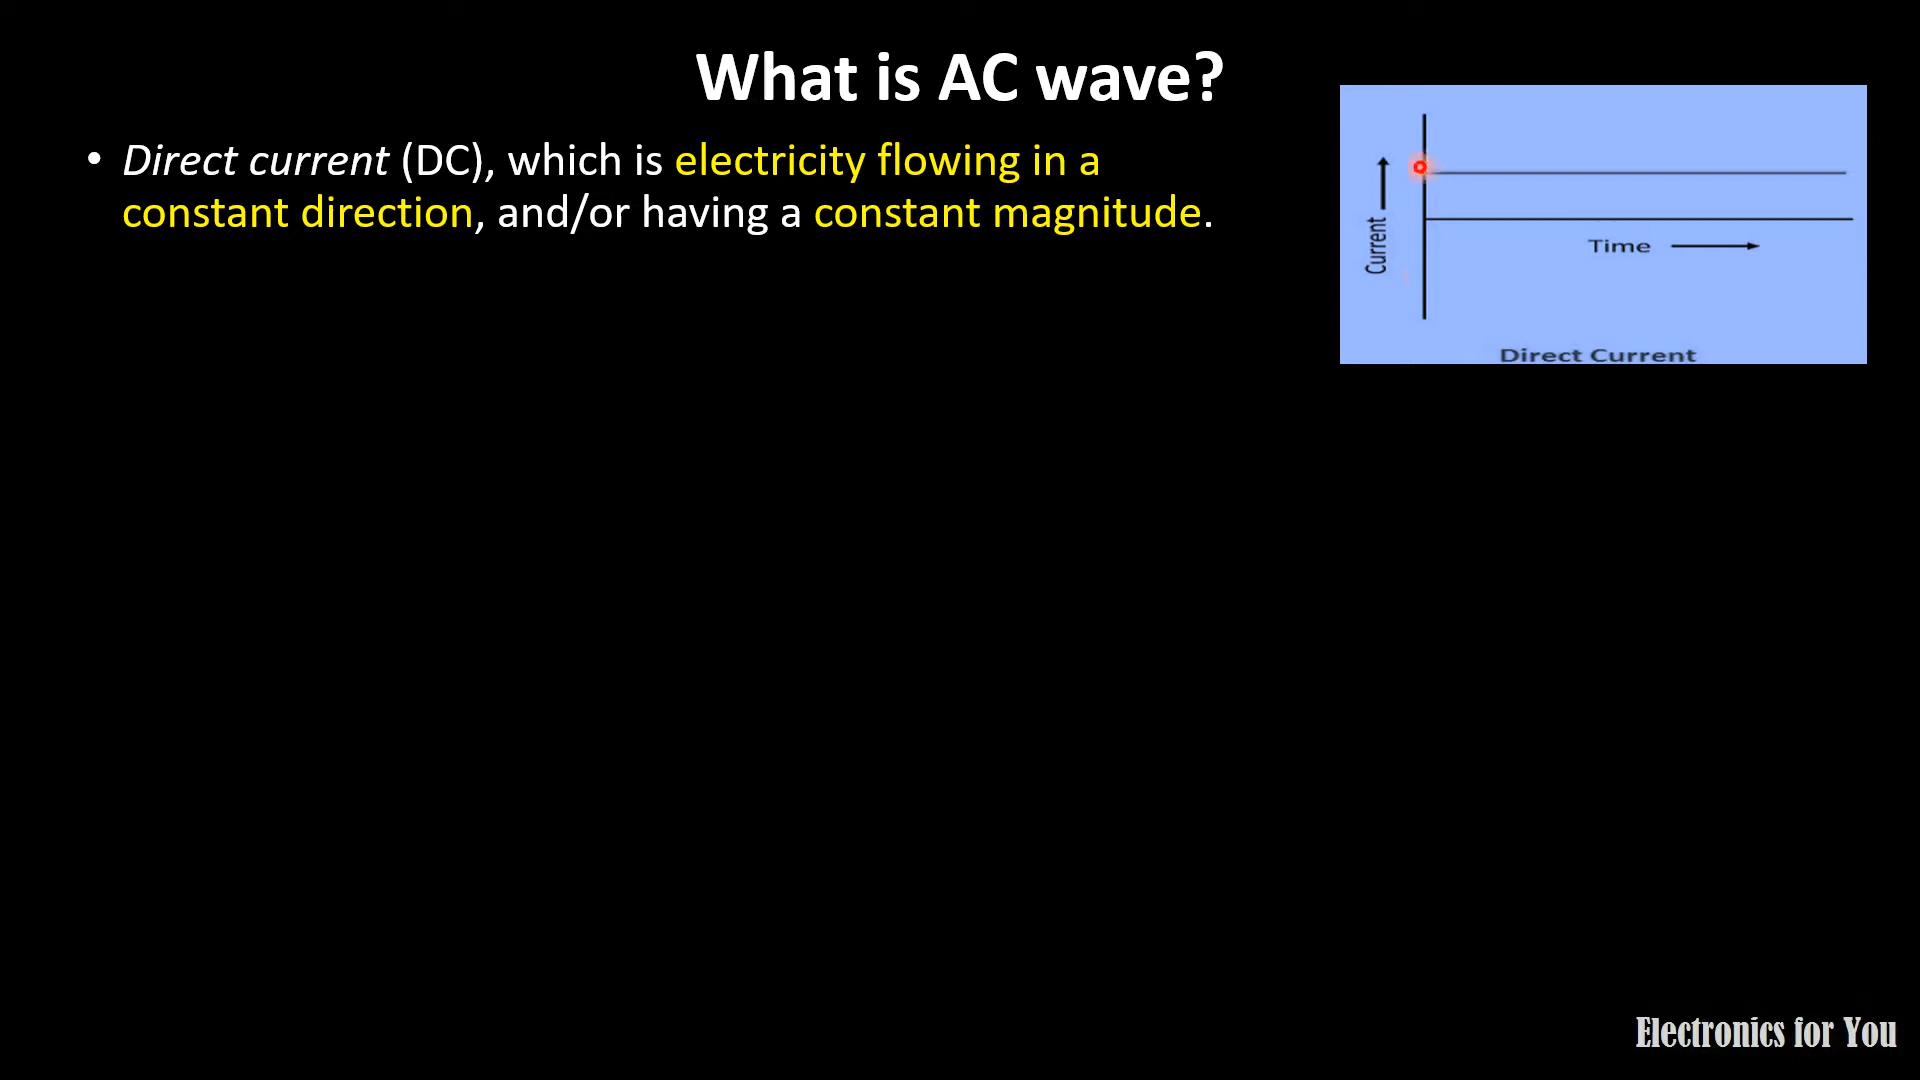 What is AC wave?
• Direct current (DC), which is electricity flowing in a
constant direction, and/or having a constant magnitude.
Current
Time
Direct Current
Electronics for You